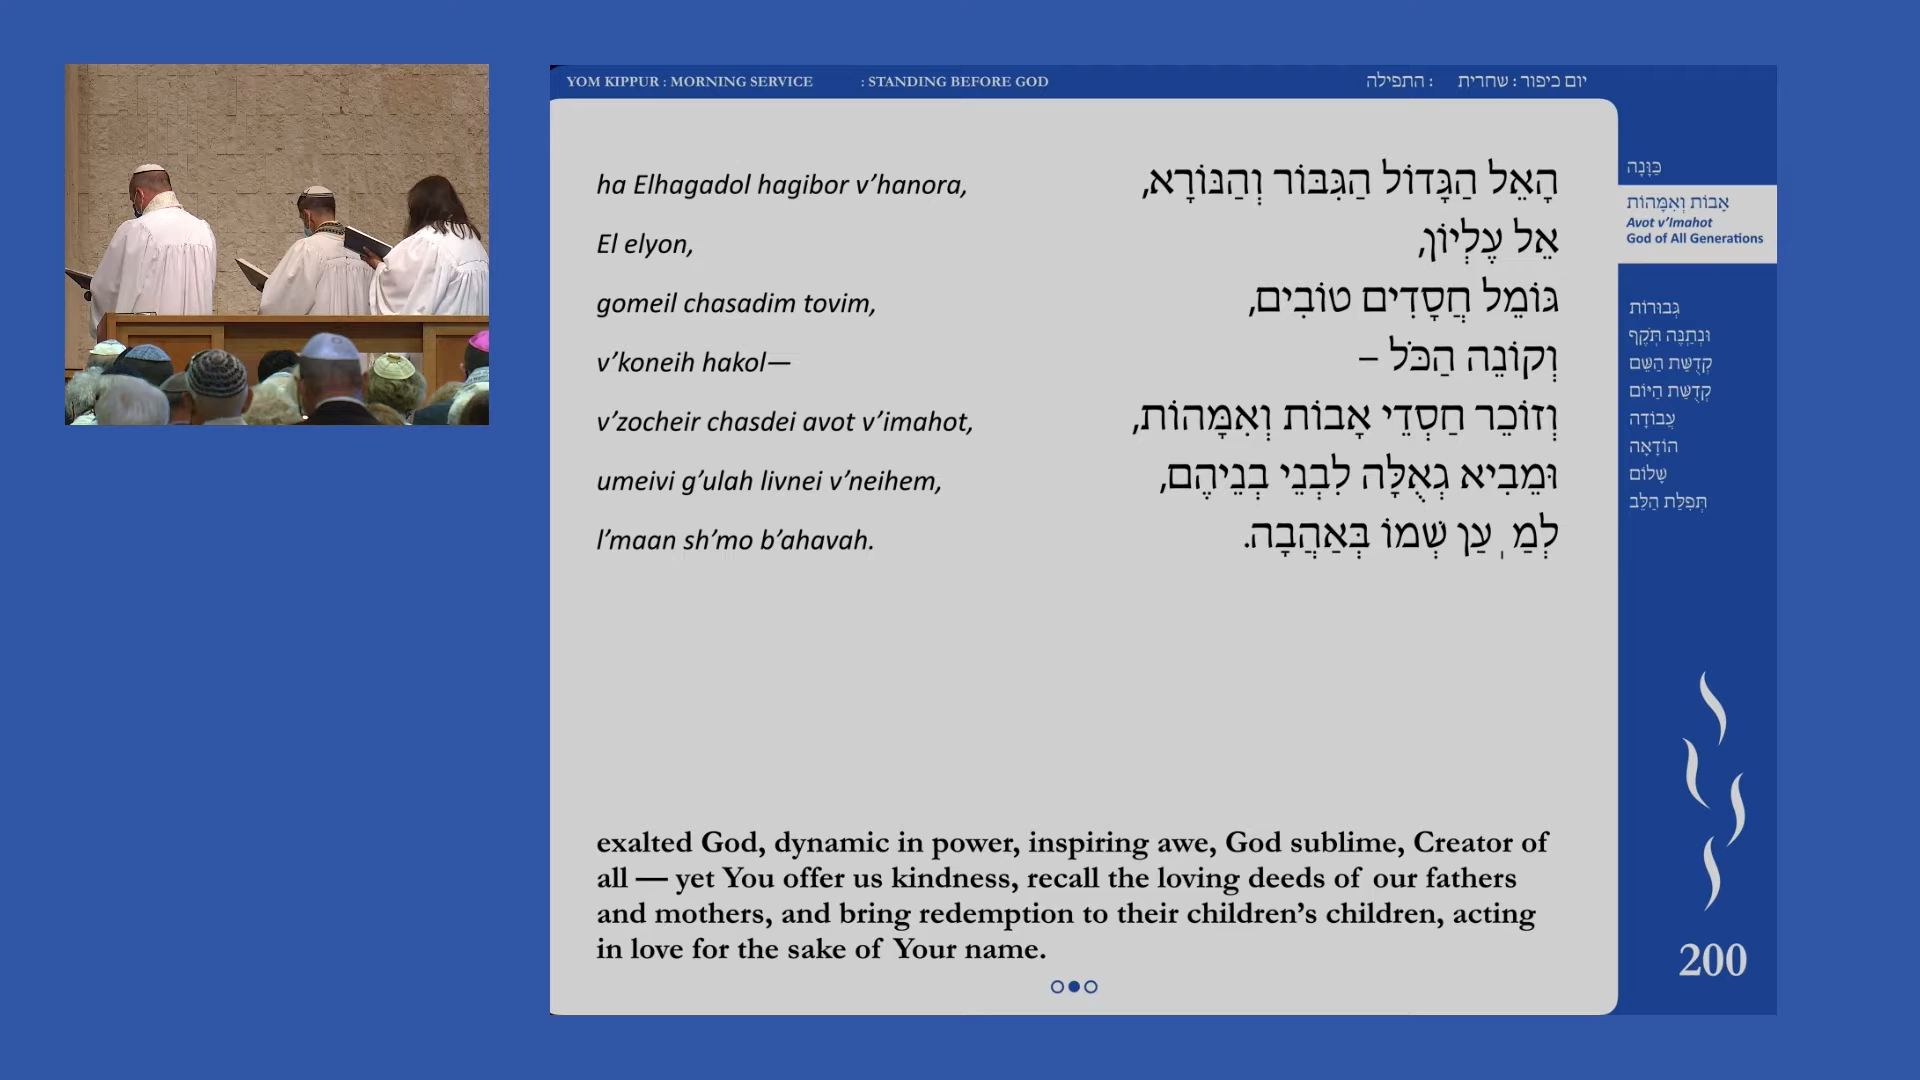 YOM KIPPUR : MORNING SERVICE : STANDING BEFORE GOD
יום כיפור : שחרית : התפילה
ha Elhagadol hagibor v’hanora,
El elyon,
gomeil chasadim tovim,
v’koneih hakol—
v’zocheir chasdei avot v’imahot,
umeivi g’ulah livnei v’neihem,
l’maan sh’mo b’ahavah.
הָאֵל הַגָּדוֹל הַגִּבּוֹר וְהַנּוֹרָא,
אֵל עֶלְיוֹן,
גּוֹמֵל חֲסָדִים טוֹבִים,
וְקוֹנֵה הַכֹּל –
וְזוֹכֵר חַסְדֵי אָבוֹת וְאִמָּהוֹת,
וּמֵבִיא גְאֻלָּה לִבְנֵי בְנֵיהֶם,
לְמַֽעַן שְׁמוֹ בְּאַהֲבָה.
exalted God, dynamic in power, inspiring awe, God sublime, Creator of
all — yet You offer us kindness, recall the loving deeds of our fathers
and mothers, and bring redemption to their children’s children, acting
in love for the sake of Your name.
כַּוָּנָה
אָבוֹת וְאִמָּהוֹת
Avot v’imahot
God of All Generations
גְּבוּרוֹת
וּנְתַנֶּה תְּקֶף
קְדֻשַּׁת הַשֵּׁם
קְדֻשַּׁת הַיּוֹם
עֲבוֹדָה
הוֹדָאָה
שָׁלוֹם
תְּפִלַּת הַלֵּב
200